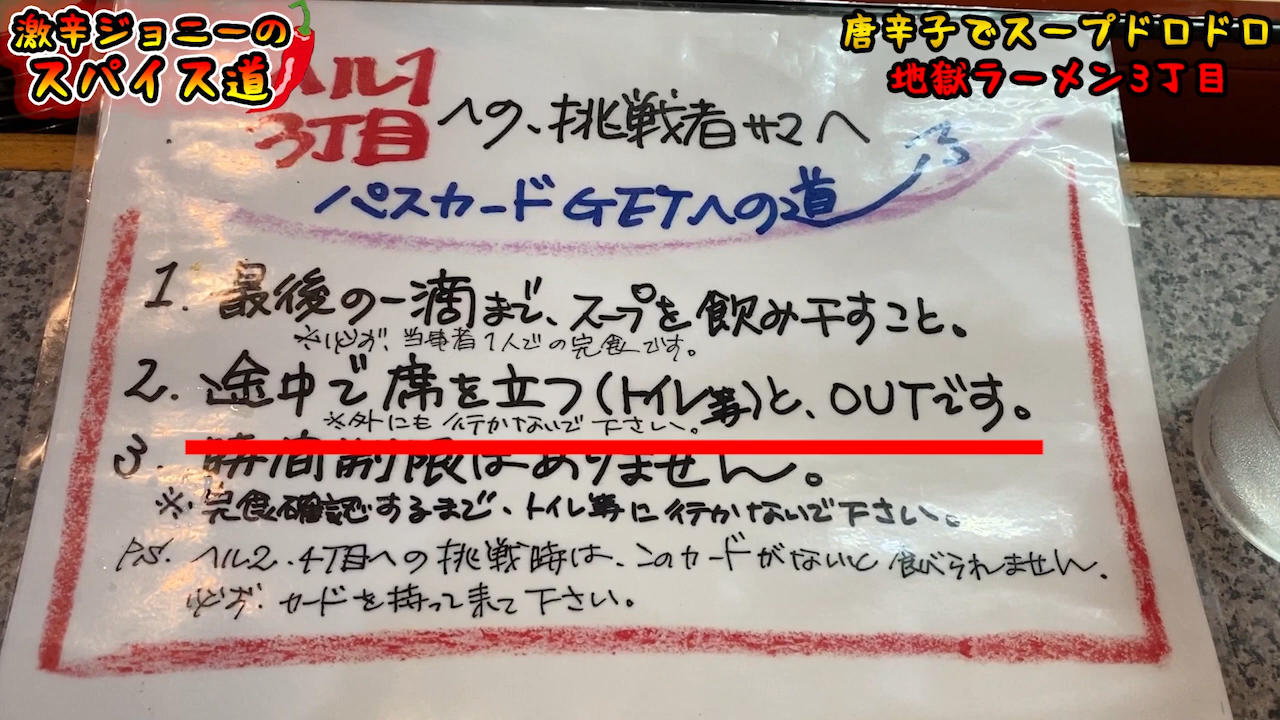 激辛ジョニーの
スパイス道
唐辛子でスープドロドロ
地獄ラーメン3丁目
ヘル1
3丁目への、挑戦者サマへ
パスカードGETへの道
1. 最後の一滴まで、スープを飲み干すこと。
※必ず、当事者1人での完食です。
2. 途中で席を立つ(トイレ等)と、OUTです。
※外にも行かないで下さい。
3. 時間制限はありません。
※完食確認するまで、トイレ等に行かないで下さい。
P.S. ヘル2.4丁目への挑戦時は、このカードがないと食べられません。
必ず、カードを持って来て下さい。